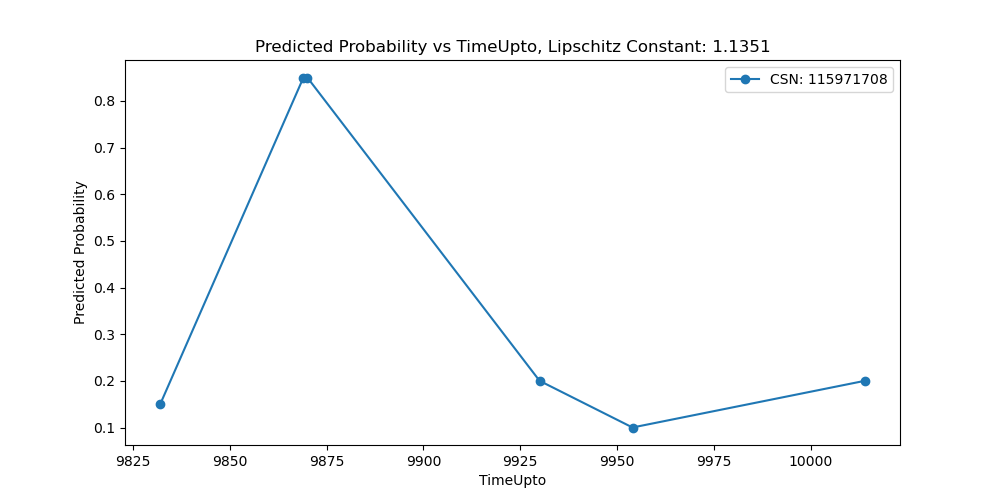 Predicted Probability vs TimeUpto, Lipschitz Constant: 1.1351
CSN: 115971708
Predicted Probability
0.8
0.7
0.6
0.5
0.4
0.3
0.2
0.1
9825 9850 9875 9900 9925 9950 9975 10000
TimeUpto